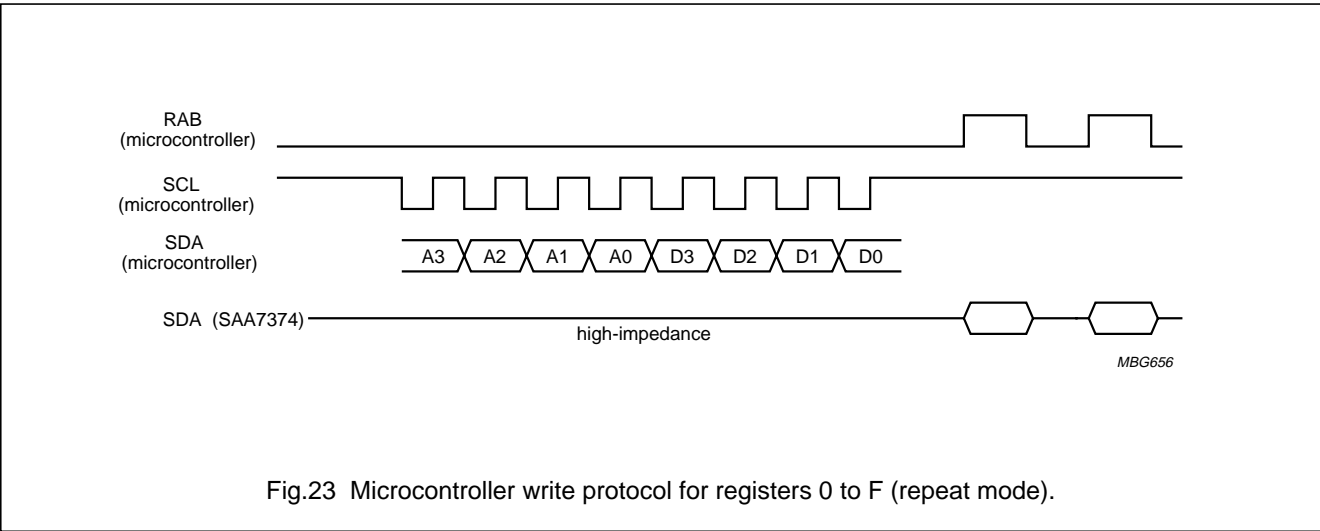 RAB
(microcontroller)
SCL
(microcontroller)
SDA
(microcontroller)
A3 A2 A1 A0 D3 D2 D1 D0
SDA (SAA7374)
high-impedance
MBG656
Fig.23 Microcontroller write protocol for registers 0 to F (repeat mode).